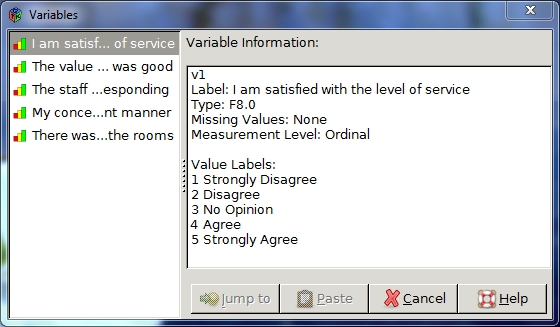 Variables
I am satisf... of service
The value ... was good
The staff ...esponding
My conce...nt manner
There was...the rooms
Variable Information:
v1
Label: I am satisfied with the level of service
Type: F8.0
Missing Values: None
Measurement Level: Ordinal
Value Labels:
1 Strongly Disagree
2 Disagree
3 No Opinion
4 Agree
5 Strongly Agree
Jump to
Paste
Cancel
Help